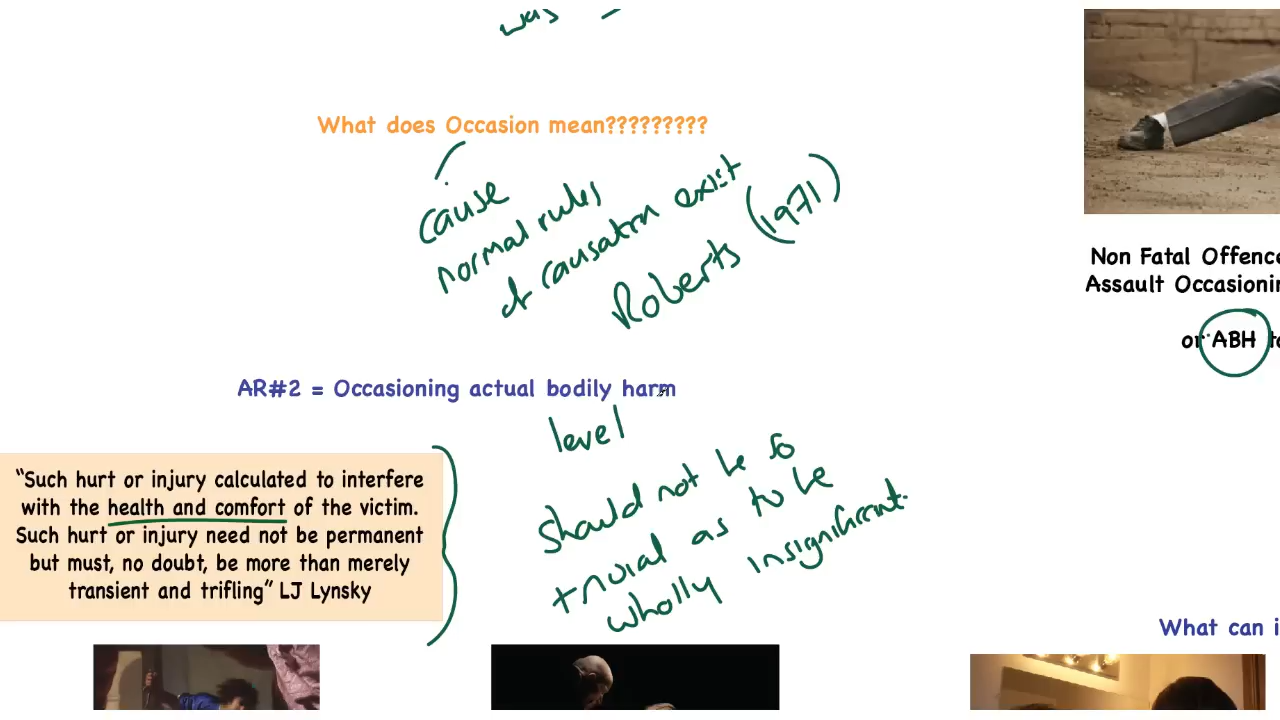 was
What does Occasion mean?????????
cause
normal rules
of causation exist
Roberts (1971)
Non Fatal Offence
Assault Occasionin
or ABH to
AR#2 = Occasioning actual bodily harm
level
should not be so
trivial as to be
wholly insignificant.
“Such hurt or injury calculated to interfere
with the health and comfort of the victim.
Such hurt or injury need not be permanent
but must, no doubt, be more than merely
transient and trifling” LJ Lynsky
What can i